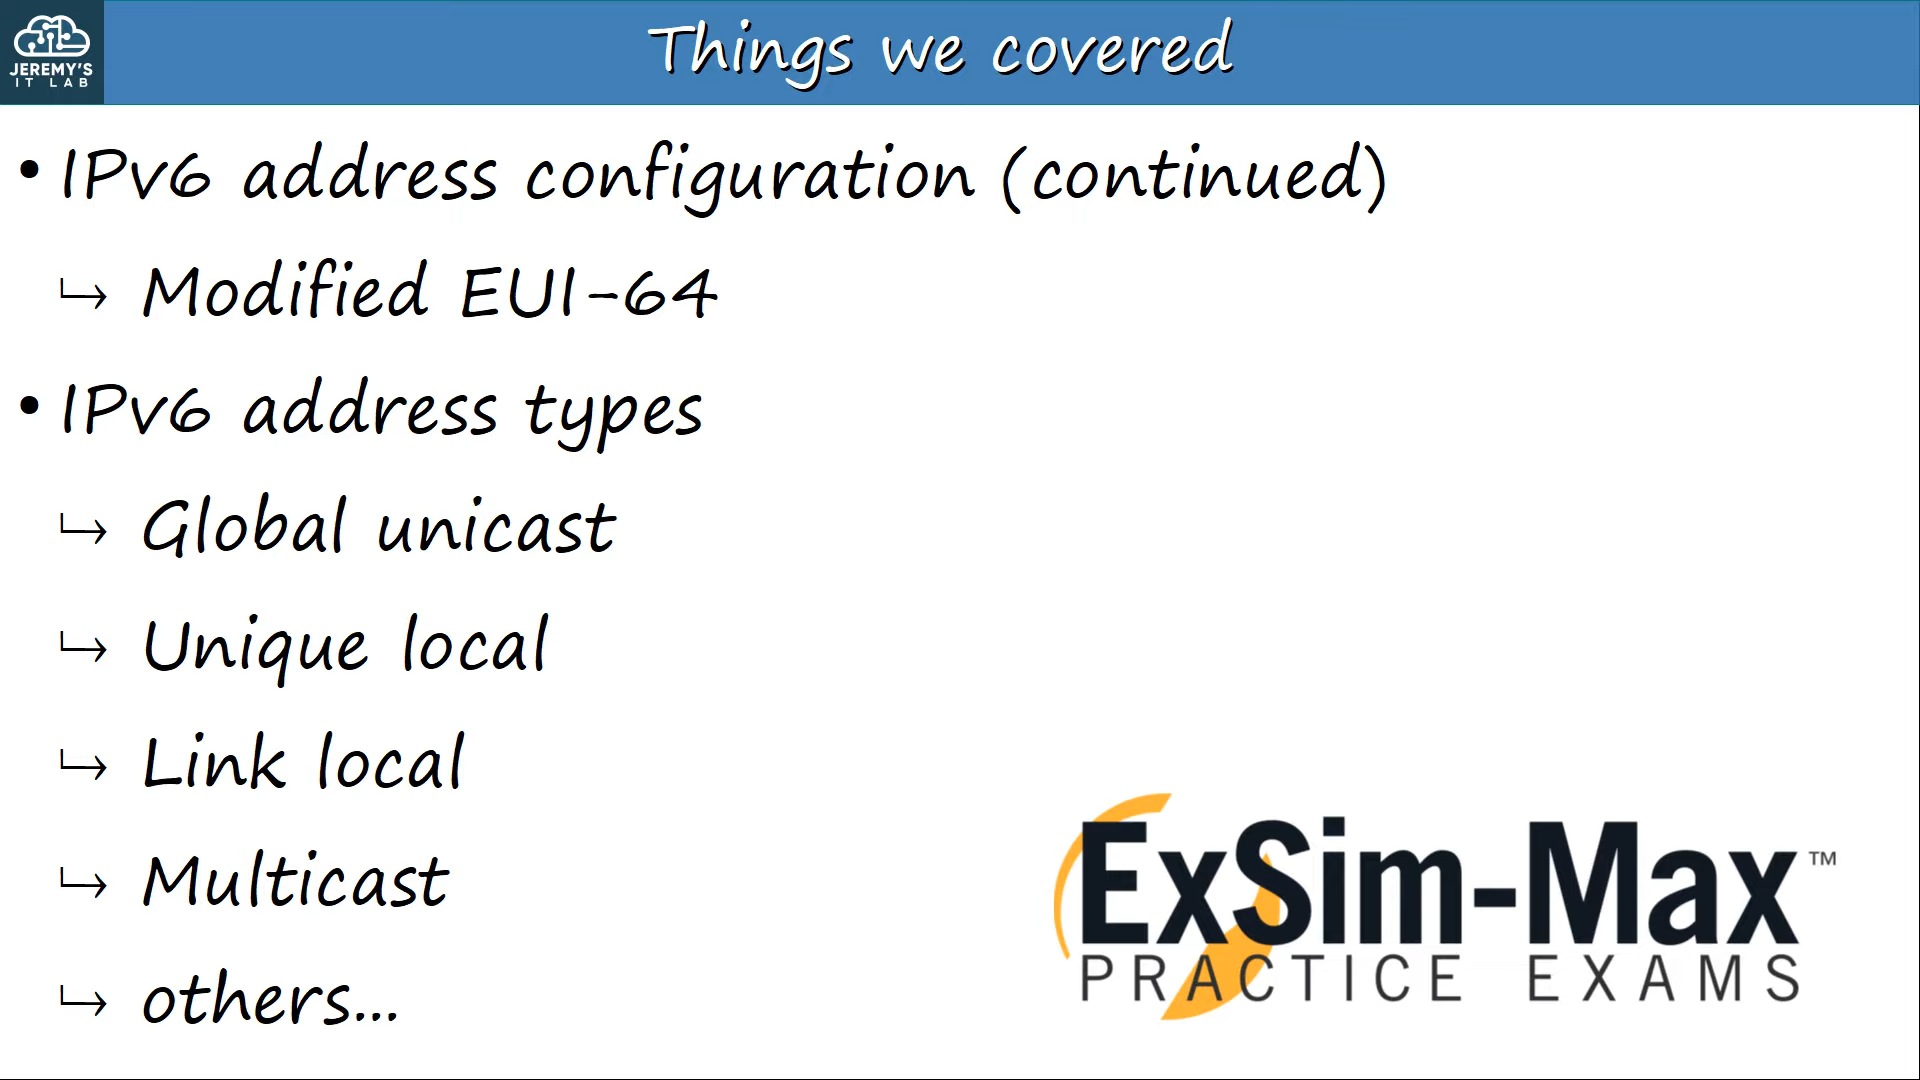 JEREMY'S
IT LAB
Things we covered
• IPv6 address configuration (continued)
↳ Modified EUI-64
• IPv6 address types
↳ Global unicast
↳ Unique local
↳ Link local
↳ Multicast
↳ others...
ExSim-Max™
PRACTICE EXAMS